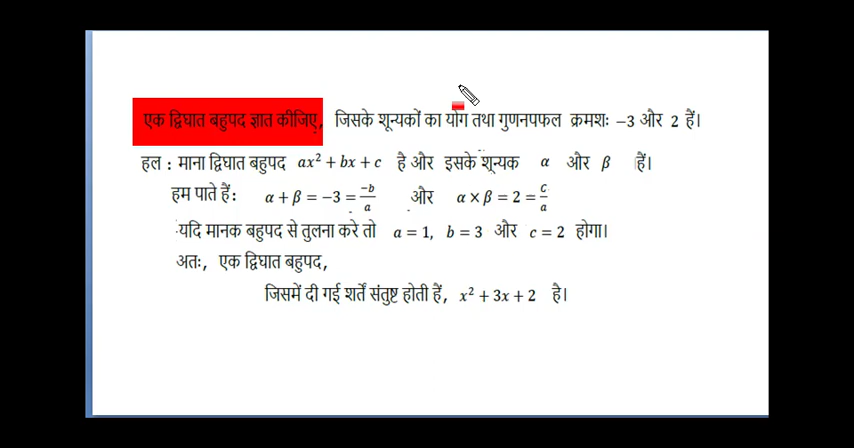 एक द्विघात बहुपद ज्ञात कीजिए, जिसके शून्यकों का योग तथा गुणनपफल क्रमशः −3 और 2 हैं।
हल : माना द्विघात बहुपद ax² + bx + c है और इसके शून्यक α और β हैं।
हम पाते हैं: α + β = −3 = −b/a और α × β = 2 = c/a
यदि मानक बहुपद से तुलना करे तो a = 1, b = 3 और c = 2 होगा।
अतः, एक द्विघात बहुपद,
जिसमें दी गई शर्तें संतुष्ट होती हैं, x² + 3x + 2 है।